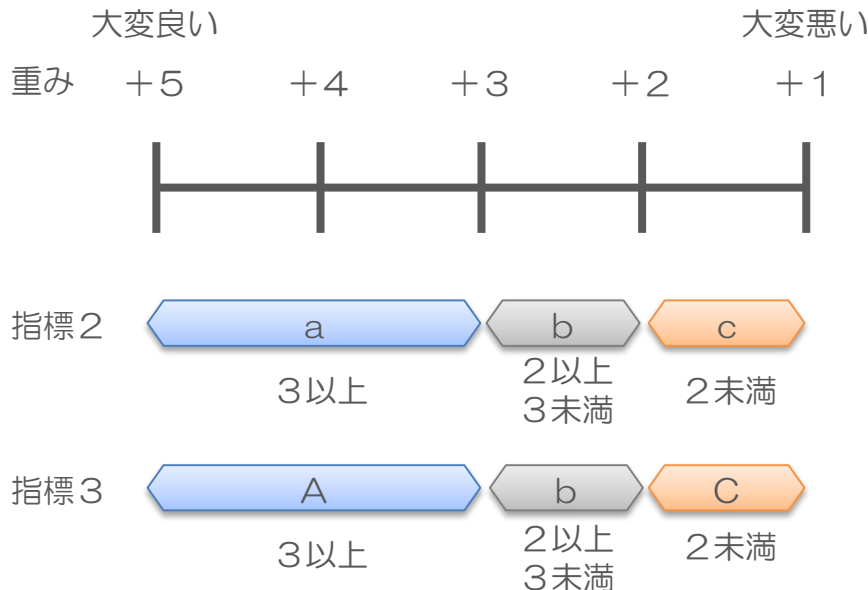 大変良い 大変悪い
重み ＋５ ＋４ ＋３ ＋２ ＋１
指標２ a b c
３以上 ２以上 ２未満
３未満
指標３ A b C
３以上 ２以上 ２未満
３未満